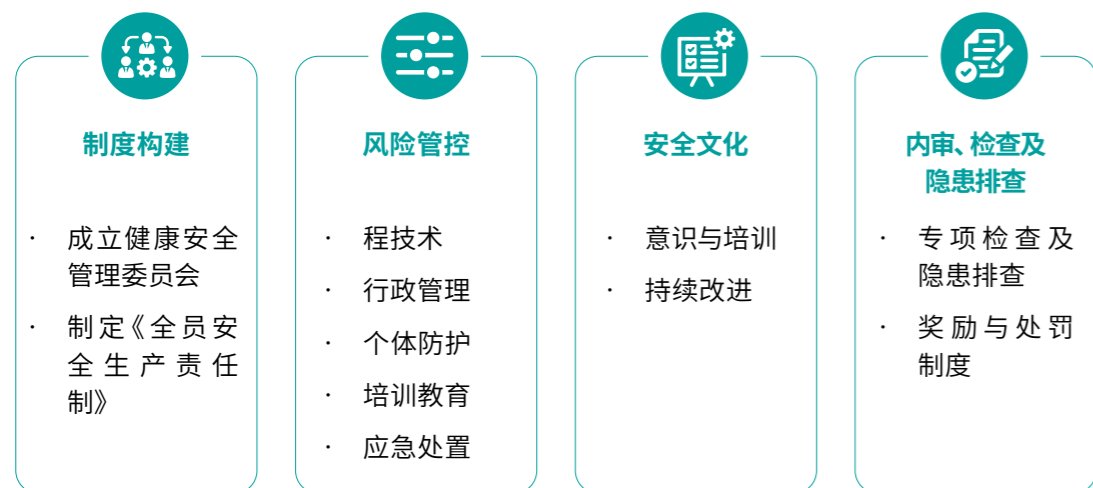 制度构建
· 成立健康安全
管理委员会
· 制定《全员安
全生产责任
制》
风险管控
· 程技术
· 行政管理
· 个体防护
· 培训教育
· 应急处置
安全文化
· 意识与培训
· 持续改进
内审、检查及
隐患排查
· 专项检查及
隐患排查
· 奖励与处罚
制度